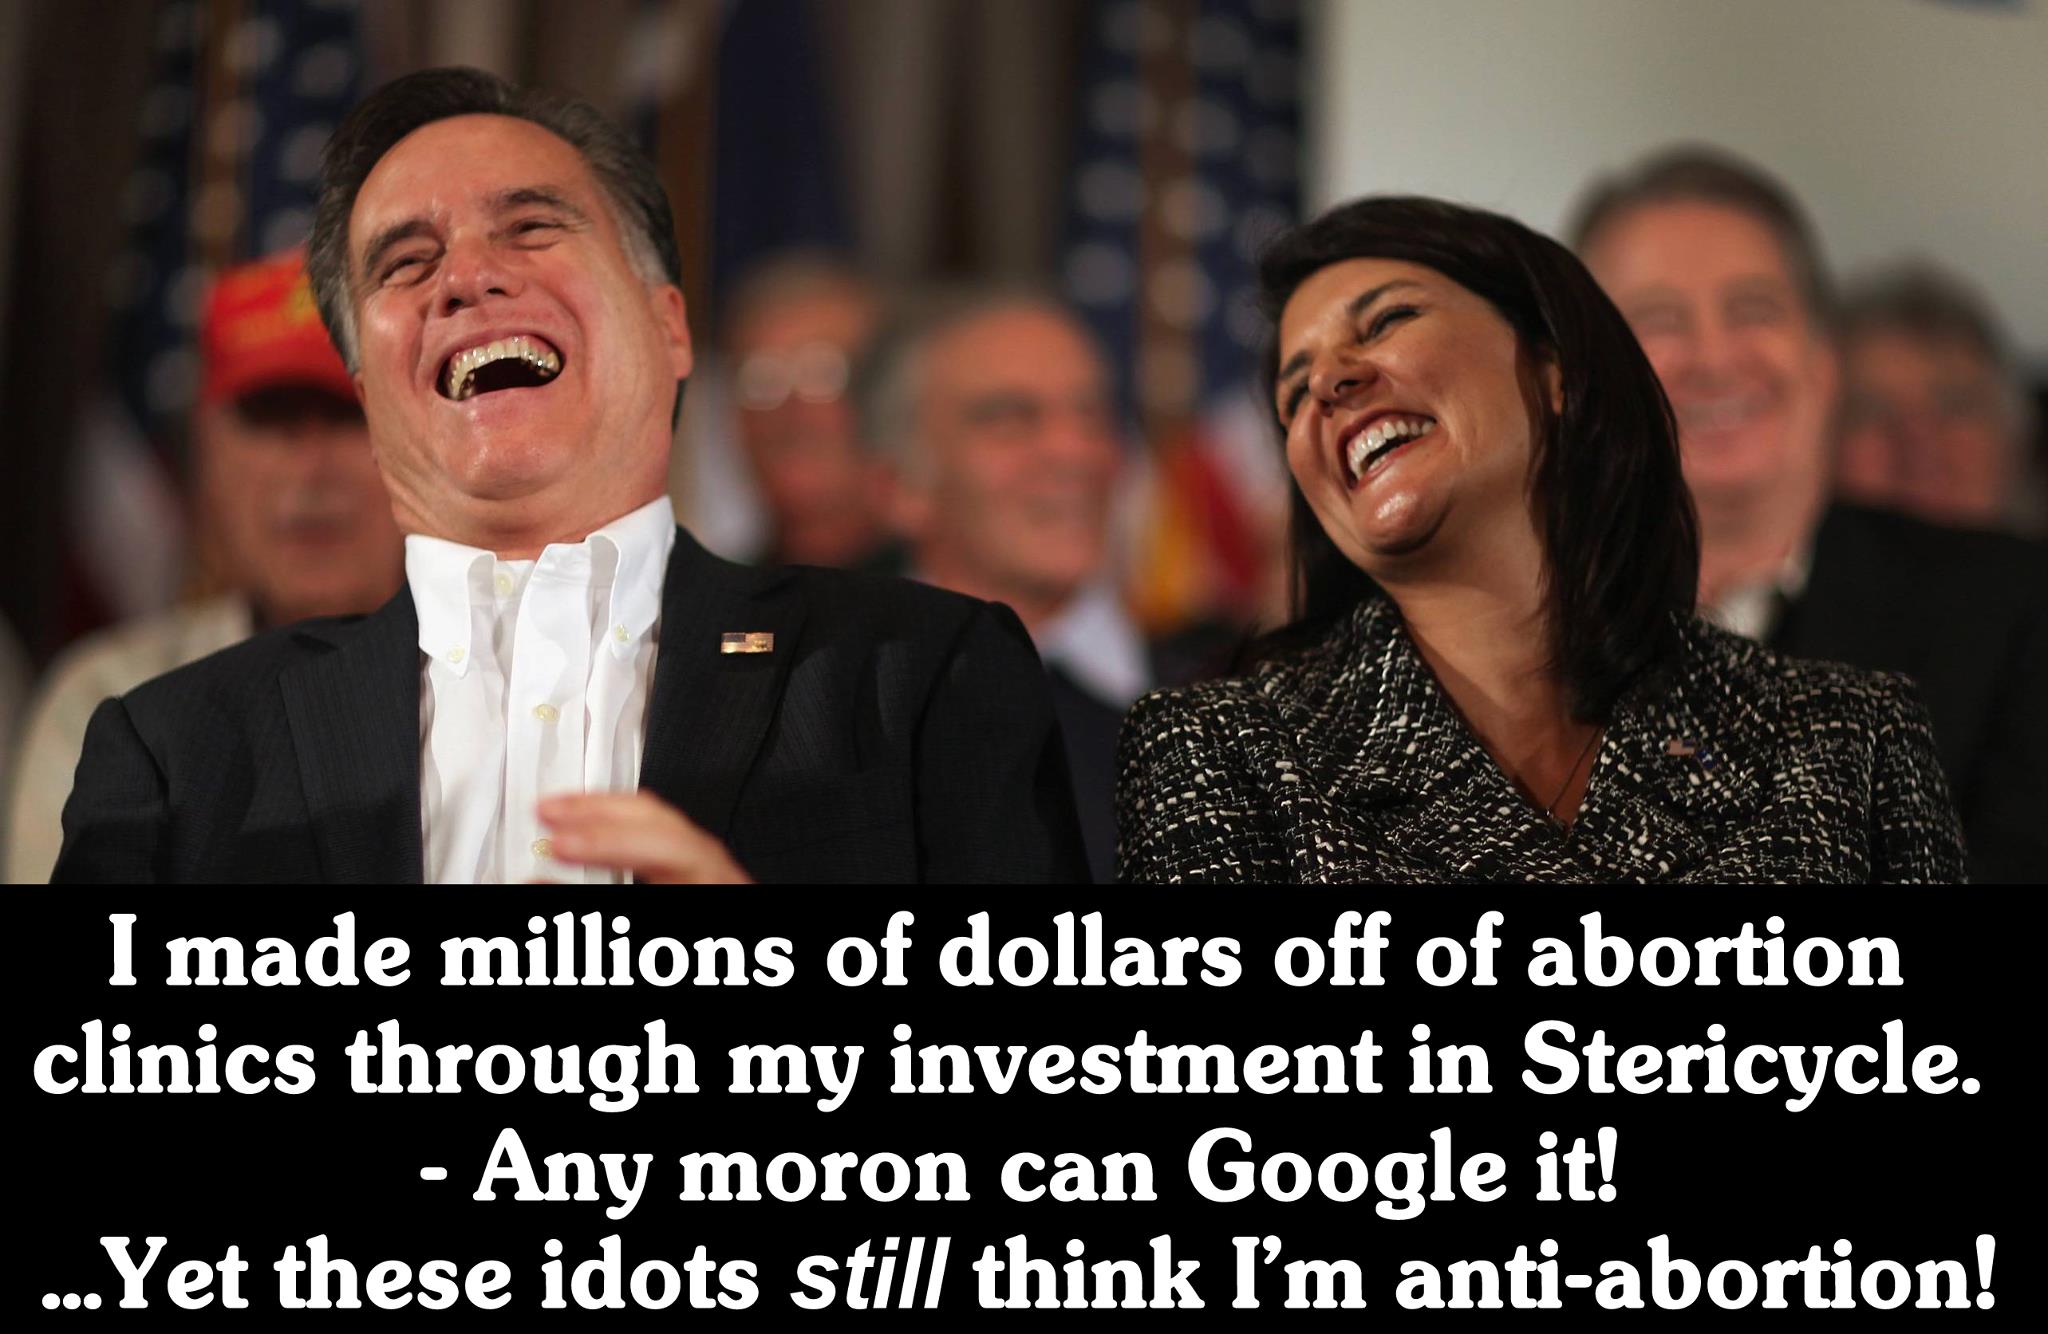 I made millions of dollars off of abortion
clinics through my investment in Stericycle.
- Any moron can Google it!
...Yet these idots still think I’m anti-abortion!